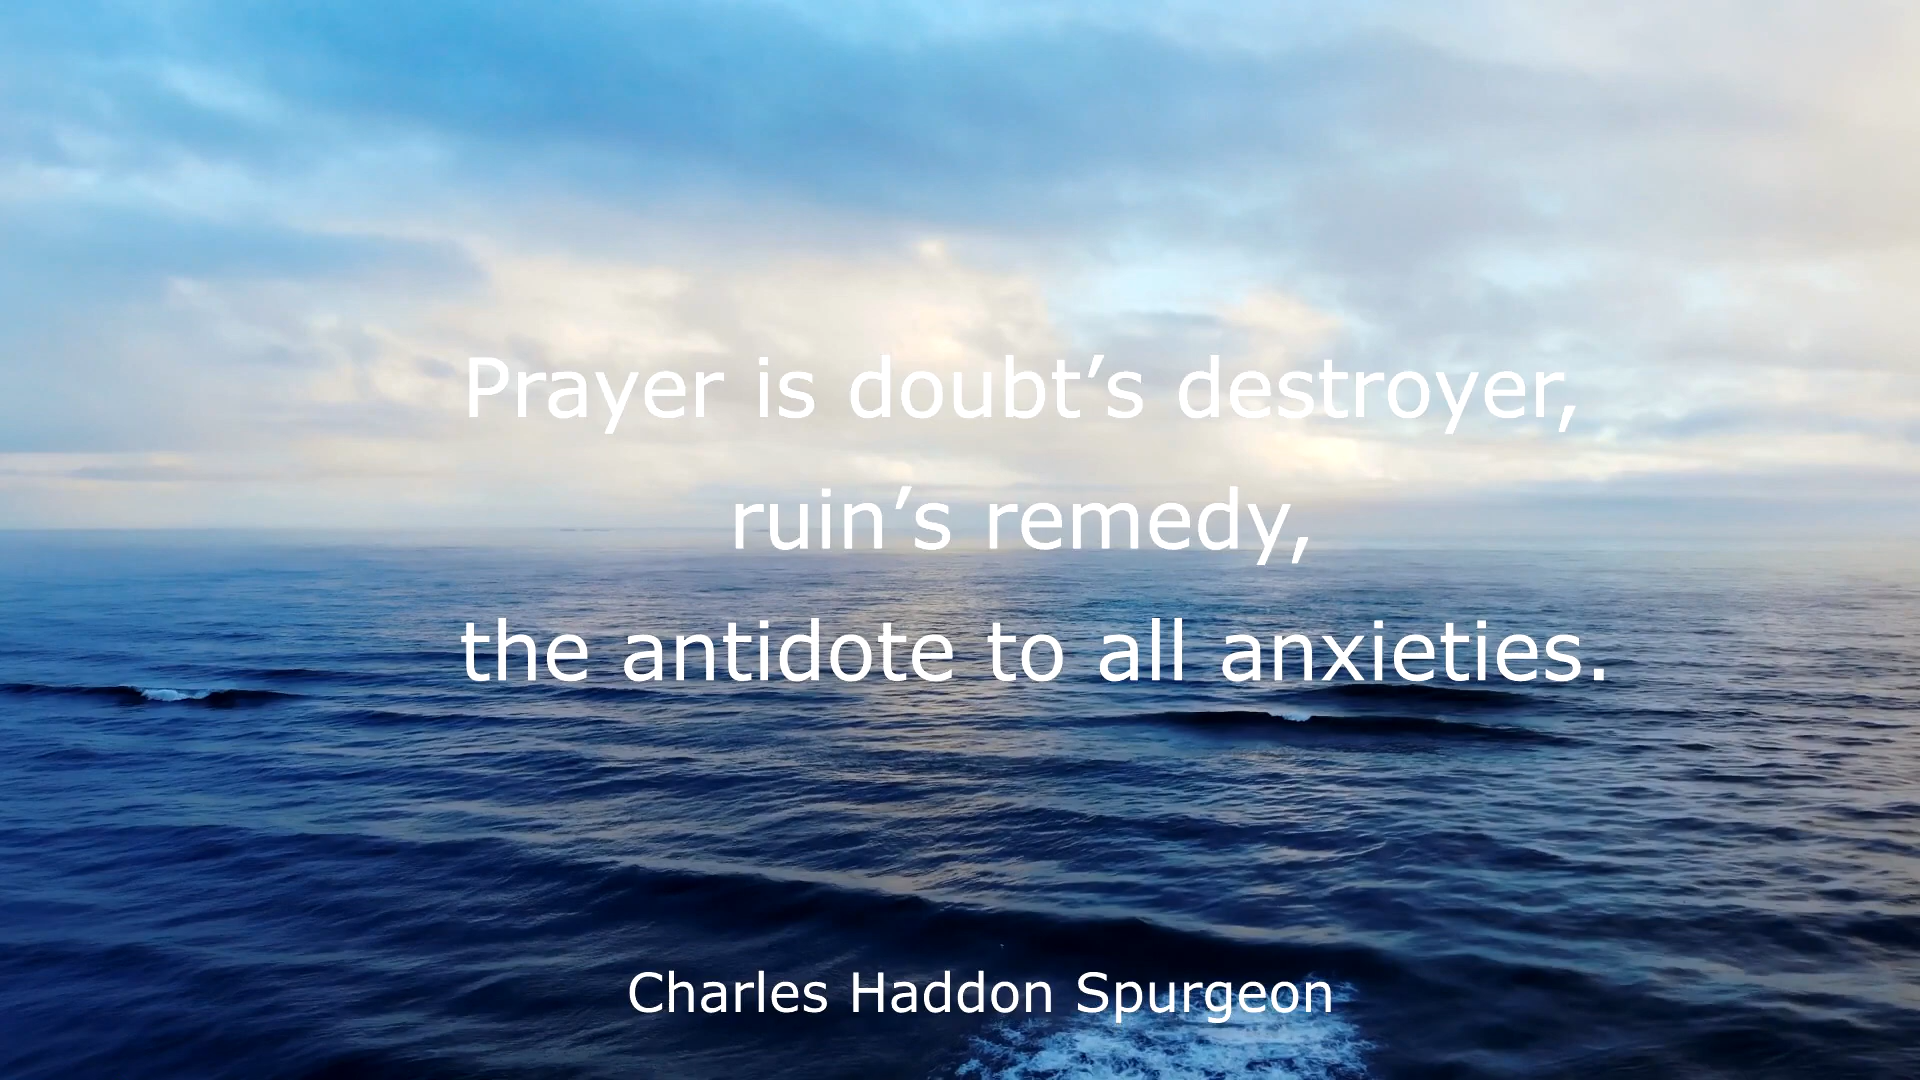 Prayer is doubt’s destroyer,
ruin’s remedy,
the antidote to all anxieties.
Charles Haddon Spurgeon